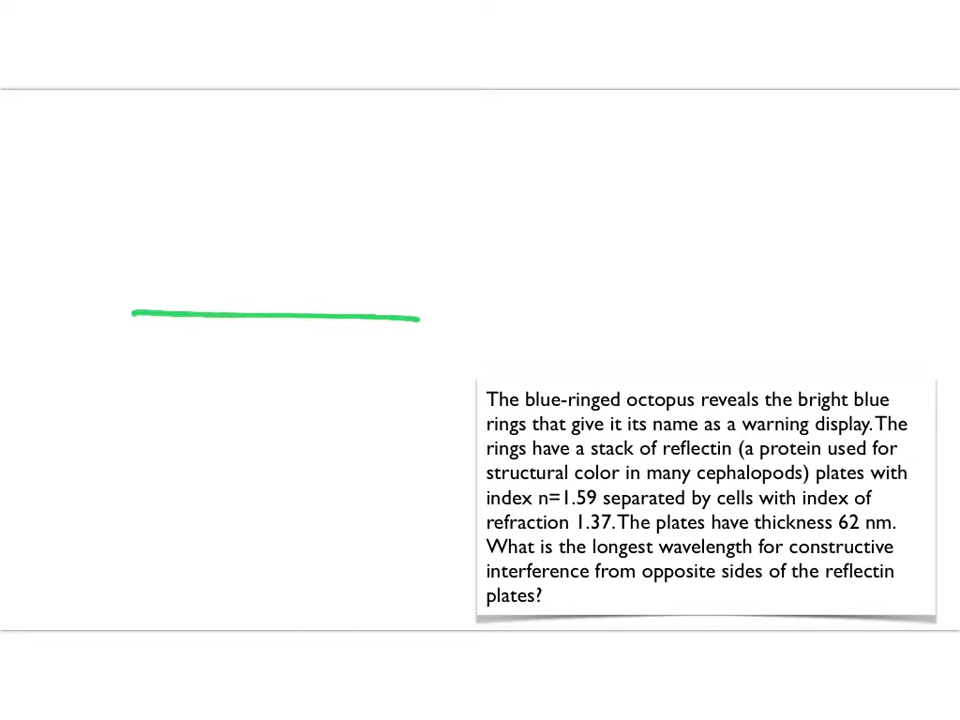 The blue-ringed octopus reveals the bright blue
rings that give it its name as a warning display. The
rings have a stack of reflectin (a protein used for
structural color in many cephalopods) plates with
index n=1.59 separated by cells with index of
refraction 1.37. The plates have thickness 62 nm.
What is the longest wavelength for constructive
interference from opposite sides of the reflectin
plates?